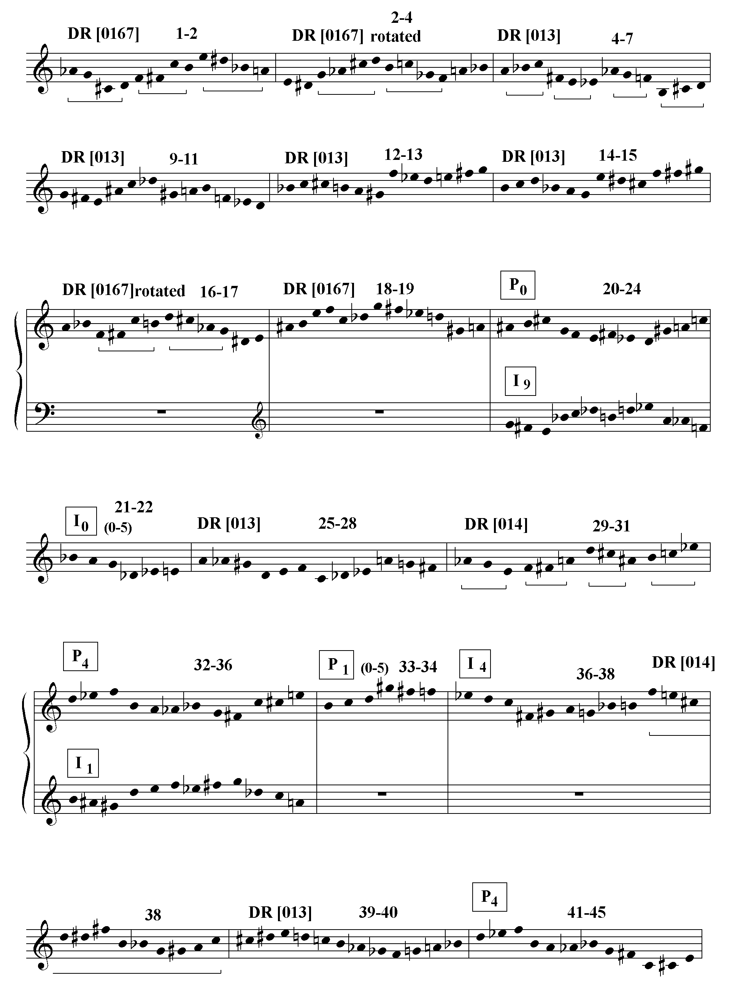 DR [0167] 1-2 DR [0167] rotated 2-4 DR [013] 4-7
♭A G ♯C D F ♯F c B e ♯d ♭B ♮A E ♯D G ♭A ♯c d B ♮c ♭G F ♮A ♭B A ♭B c ♯F E ♭E ♭A G ♮F B, ♯C D
DR [013] 9-11 DR [013] 12-13 DR [013] 14-15
G ♯F E ♯A c ♭d ♯G ♮A B ♮F ♭E D ♭B c ♯c ♮B A ♯G f ♭e d ♮e ♯f g B c d ♭B A G e ♯d ♯c f ♯f ♯g
DR [0167]rotated 16-17 DR [0167] 18-19 P0 20-24
A ♭B F ♯F c ♮B d ♯c ♭A G ♯D E ♯A B e f c ♭d g ♯f ♭e ♮d ♯G ♮A ♯A B ♯c G F E ♯F ♭E D ♯G ♮A ♮c
I 9
G ♯F E ♭B c ♭d ♮B ♮d ♭e A ♭A ♮F
I0 (0-5) 21-22 DR [013] 25-28 DR [014] 29-31
♭B A G ♭D ♭E ♮E A ♭A ♯G D E F C ♭D ♭E ♮A ♮G ♯F ♭A G E F ♯F ♮A d ♯c ♯A B ♮c ♭e
P4 32-36 P 1 (0-5) 33-34 I 4 36-38 DR [014]
d ♭e f B A ♭A ♭B G ♯F c ♯c ♮e B c d ♯g ♯f ♮f ♭e d c ♯F ♯G A ♮G ♭B ♮B f ♮e ♯c
I 1
B ♯A ♯G d e f ♭e ♯f g ♭d c ♮A
38 DR [013] 39-40 P4 41-45
d ♯d ♯f B ♭B G ♯G A c ♯c ♯d e ♮d ♮c B ♭A ♭G F ♮G ♮A ♭B d ♭e f B A ♭A ♭B G ♯F C ♯C E